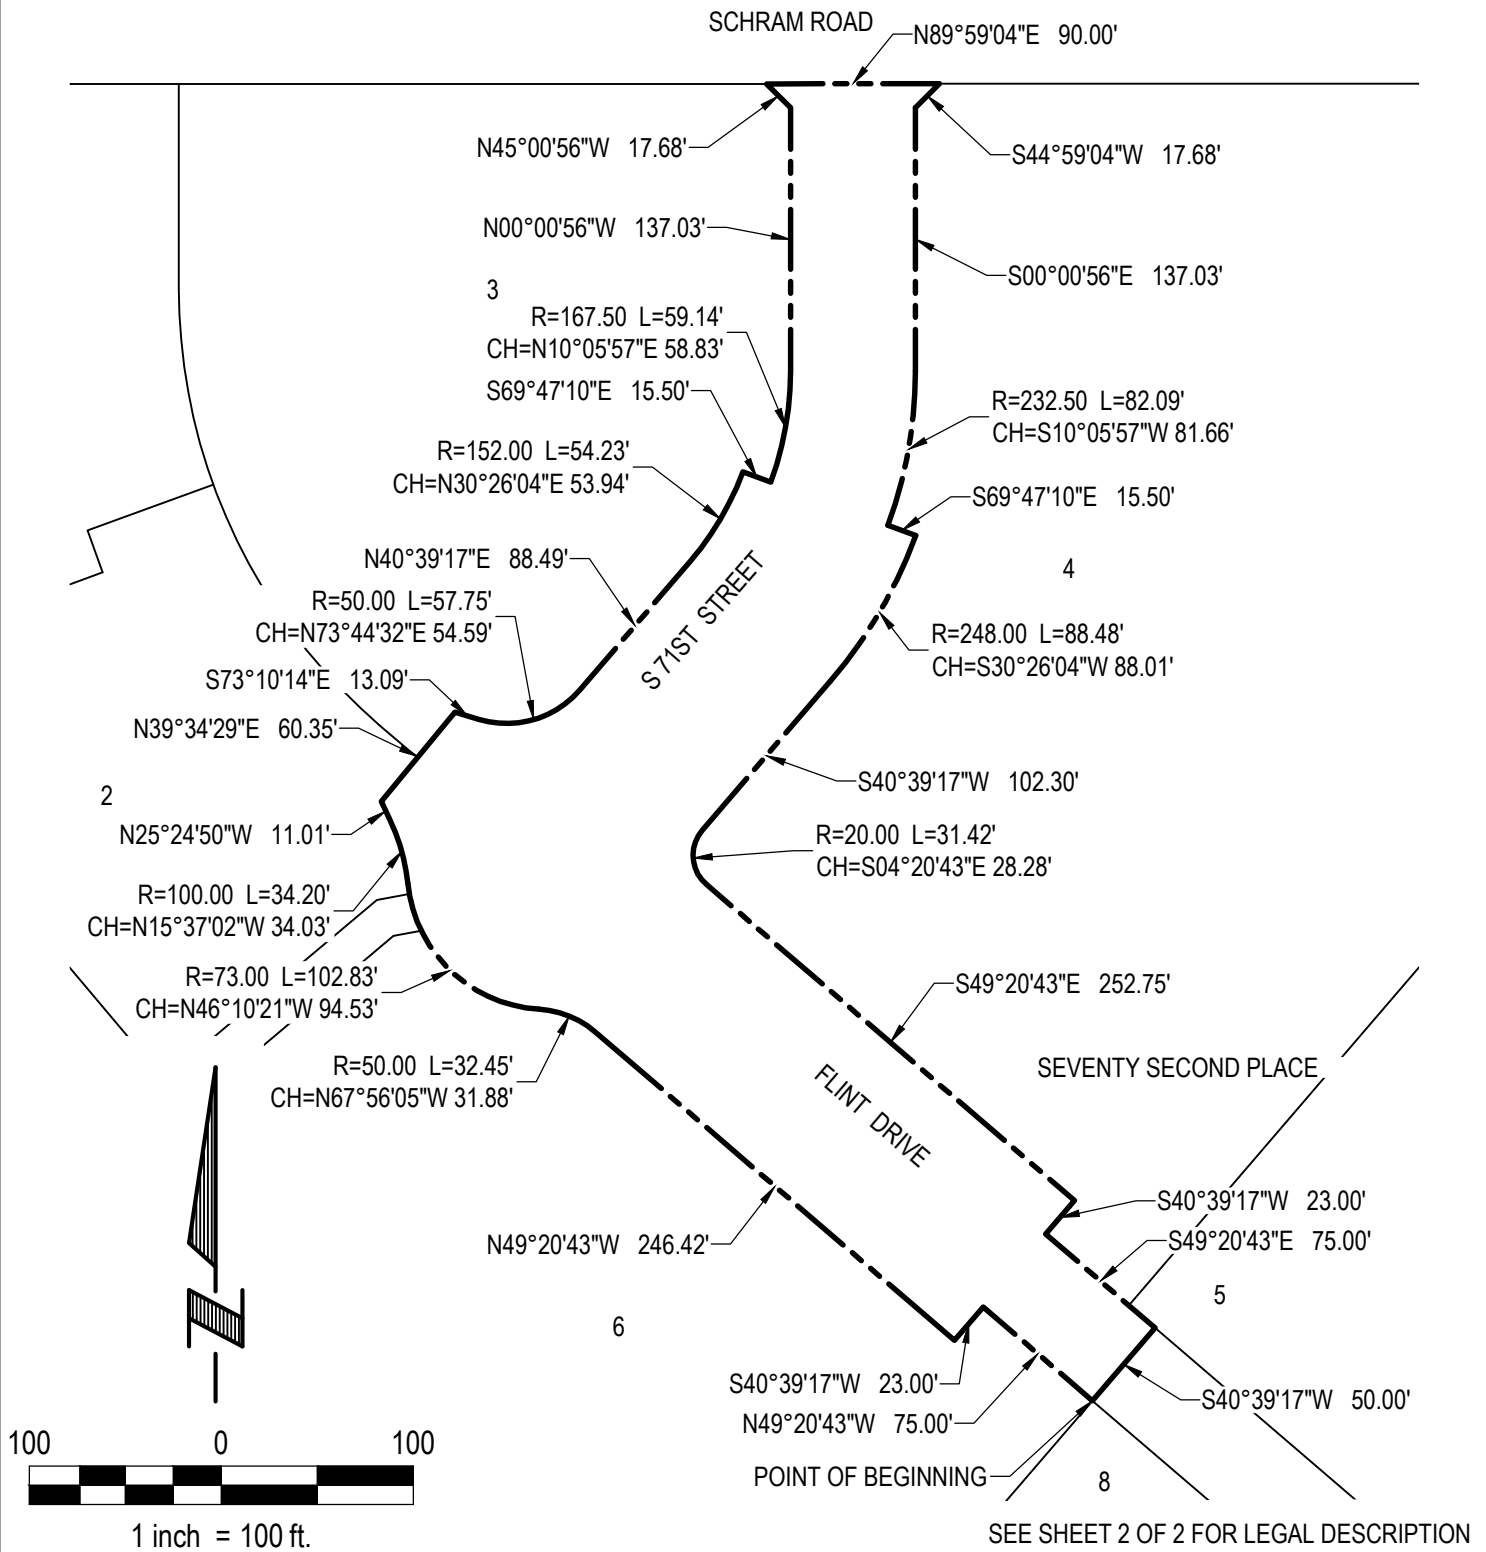 SCHRAM ROAD
N89°59'04"E 90.00'
N45°00'56"W 17.68'
S44°59'04"W 17.68'
N00°00'56"W 137.03'
S00°00'56"E 137.03'
3
R=167.50 L=59.14'
CH=N10°05'57"E 58.83'
S69°47'10"E 15.50'
R=232.50 L=82.09'
CH=S10°05'57"W 81.66'
R=152.00 L=54.23'
CH=N30°26'04"E 53.94'
S69°47'10"E 15.50'
N40°39'17"E 88.49'
4
S 71ST STREET
R=50.00 L=57.75'
CH=N73°44'32"E 54.59'
R=248.00 L=88.48'
CH=S30°26'04"W 88.01'
S73°10'14"E 13.09'
N39°34'29"E 60.35'
S40°39'17"W 102.30'
2
N25°24'50"W 11.01'
R=20.00 L=31.42'
CH=S04°20'43"E 28.28'
R=100.00 L=34.20'
CH=N15°37'02"W 34.03'
R=73.00 L=102.83'
CH=N46°10'21"W 94.53'
S49°20'43"E 252.75'
R=50.00 L=32.45'
CH=N67°56'05"W 31.88'
SEVENTY SECOND PLACE
FLINT DRIVE
S40°39'17"W 23.00'
N49°20'43"W 246.42'
S49°20'43"E 75.00'
5
6
S40°39'17"W 23.00'
S40°39'17"W 50.00'
N49°20'43"W 75.00'
POINT OF BEGINNING
8
100 0 100
1 inch = 100 ft.
SEE SHEET 2 OF 2 FOR LEGAL DESCRIPTION